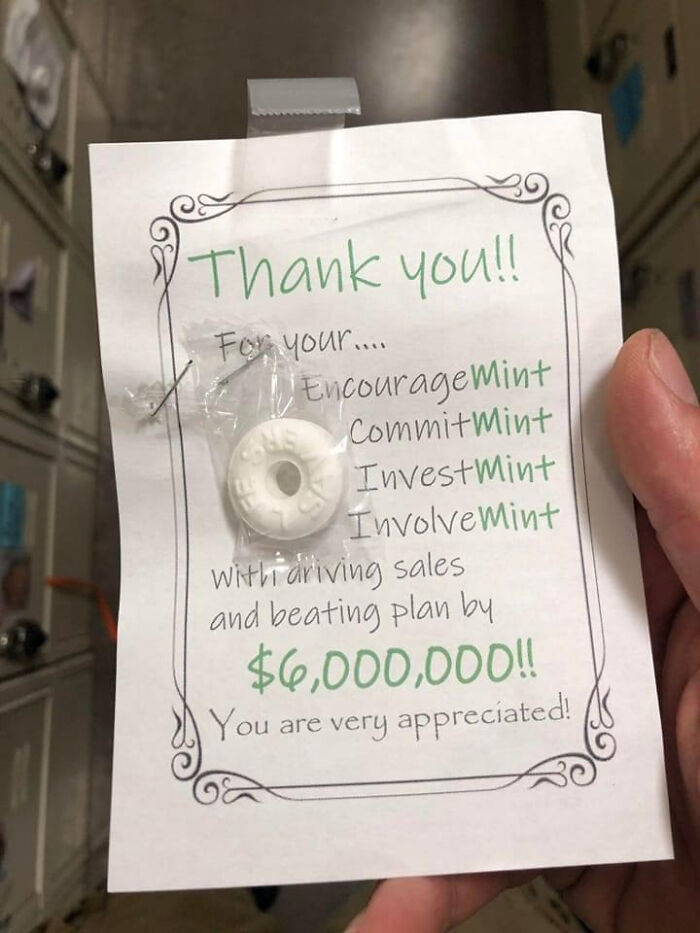 Thank you!!
For your....
EncourageMint
CommitMint
InvestMint
InvolveMint
with driving sales
and beating plan by
$6,000,000!!
You are very appreciated!